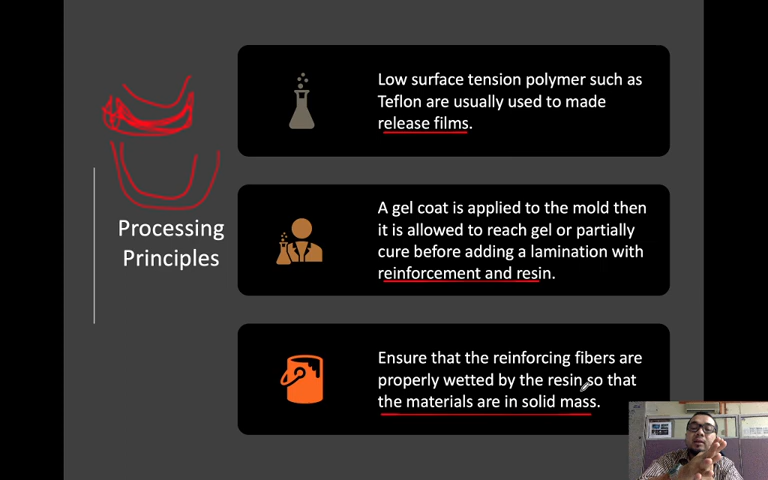 Processing
Principles
Low surface tension polymer such as
Teflon are usually used to made
release films.
A gel coat is applied to the mold then
it is allowed to reach gel or partially
cure before adding a lamination with
reinforcement and resin.
Ensure that the reinforcing fibers are
properly wetted by the resin so that
the materials are in solid mass.